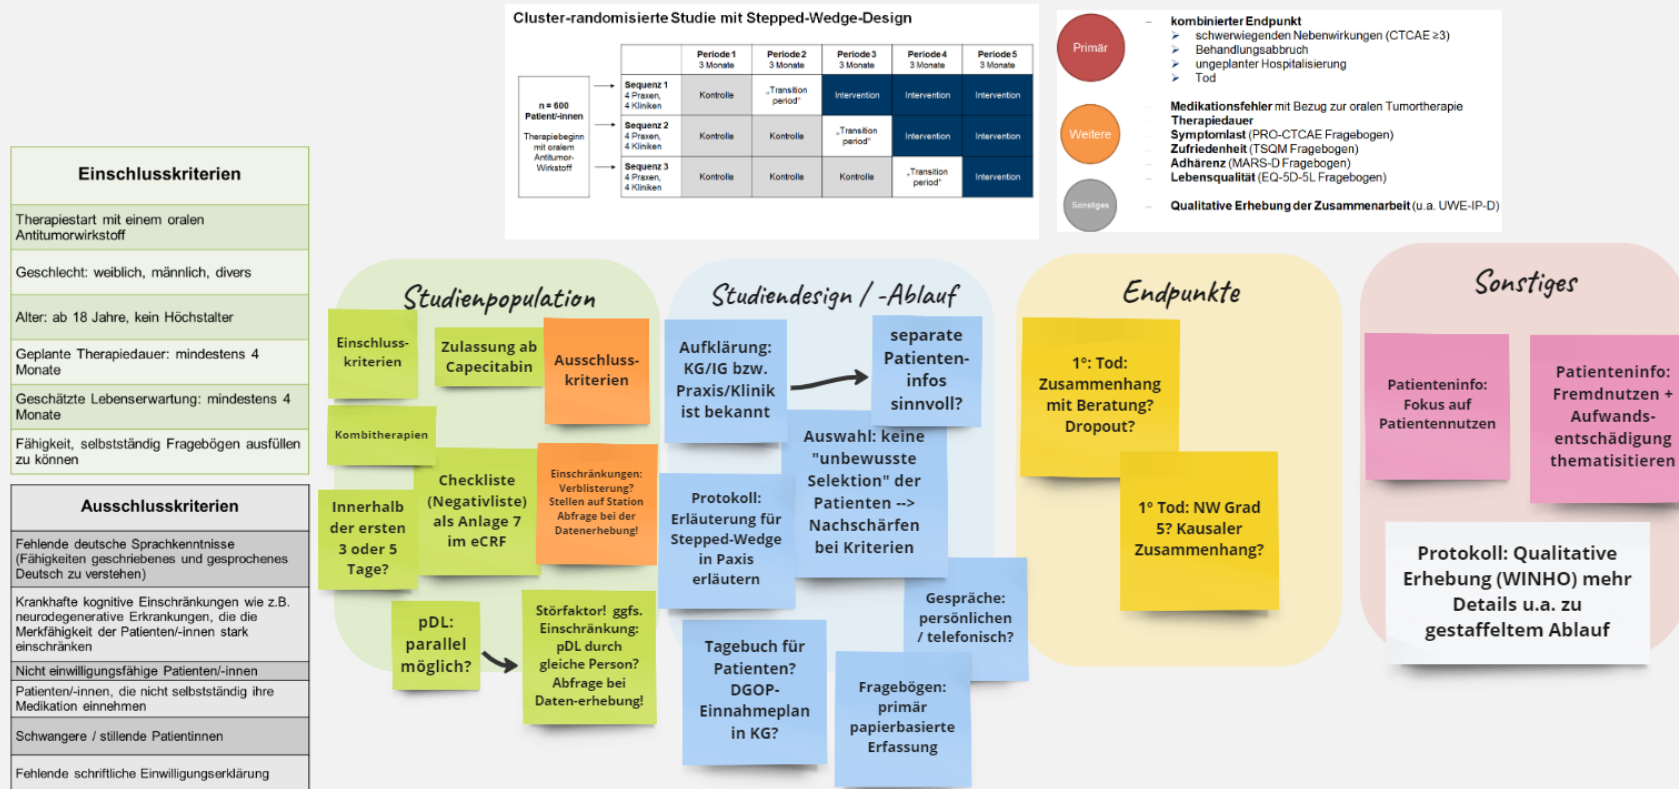 Cluster-randomisierte Studie mit Stepped-Wedge-Design
Periode 1
3 Monate
Periode 2
3 Monate
Periode 3
3 Monate
Periode 4
3 Monate
Periode 5
3 Monate
n = 600
Patient/-innen
Therapiebeginn
mit oralem
Antitumor-
Wirkstoff
Sequenz 1
4 Praxen,
4 Kliniken
Kontrolle
„Transition
period“
Intervention
Intervention
Intervention
Sequenz 2
4 Praxen,
4 Kliniken
Kontrolle
Kontrolle
„Transition
period“
Intervention
Intervention
Sequenz 3
4 Praxen,
4 Kliniken
Kontrolle
Kontrolle
Kontrolle
„Transition
period“
Intervention
Primär
kombinierter Endpunkt
schwerwiegenden Nebenwirkungen (CTCAE ≥3)
Behandlungsabbruch
ungeplanter Hospitalisierung
Tod
Weitere
Medikationsfehler mit Bezug zur oralen Tumortherapie
Therapiedauer
Symptomlast (PRO-CTCAE Fragebogen)
Zufriedenheit (TSQM Fragebogen)
Adhärenz (MARS-D Fragebogen)
Lebensqualität (EQ-5D-5L Fragebogen)
Sonstiges
Qualitative Erhebung der Zusammenarbeit (u.a. UWE-IP-D)
Einschlusskriterien
Therapiestart mit einem oralen
Antitumorwirkstoff
Geschlecht: weiblich, männlich, divers
Alter: ab 18 Jahre, kein Höchstalter
Geplante Therapiedauer: mindestens 4
Monate
Geschätzte Lebenserwartung: mindestens 4
Monate
Fähigkeit, selbstständig Fragebögen ausfüllen
zu können
Ausschlusskriterien
Fehlende deutsche Sprachkenntnisse
(Fähigkeiten geschriebenes und gesprochenes
Deutsch zu verstehen)
Krankhafte kognitive Einschränkungen wie z.B.
neurodegenerative Erkrankungen, die die
Merkfähigkeit der Patienten/-innen stark
einschränken
Nicht einwilligungsfähige Patienten/-innen
Patienten/-innen, die nicht selbstständig ihre
Medikation einnehmen
Schwangere / stillende Patientinnen
Fehlende schriftliche Einwilligungserklärung
Studienpopulation
Einschluss-
kriterien
Zulassung ab
Capecitabin
Ausschluss-
kriterien
Kombitherapien
Innerhalb
der ersten
3 oder 5
Tage?
Checkliste
(Negativliste)
als Anlage 7
im eCRF
Einschränkungen:
Verblisterung?
Stellen auf Station
Abfrage bei der
Datenerhebung!
pDL:
parallel
möglich?
Störfaktor! ggfs.
Einschränkung:
pDL durch
gleiche Person?
Abfrage bei
Daten-erhebung!
Studiendesign / -Ablauf
Aufklärung:
KG/IG bzw.
Praxis/Klinik
ist bekannt
separate
Patienten-
infos
sinnvoll?
Auswahl: keine
"unbewusste
Selektion" der
Patienten -->
Nachschärfen
bei Kriterien
Protokoll:
Erläuterung für
Stepped-Wedge
in Paxis
erläutern
Gespräche:
persönlichen
/ telefonisch?
Tagebuch für
Patienten?
DGOP-
Einnahmeplan
in KG?
Fragebögen:
primär
papierbasierte
Erfassung
Endpunkte
1°: Tod:
Zusammenhang
mit Beratung?
Dropout?
1° Tod: NW Grad
5? Kausaler
Zusammenhang?
Sonstiges
Patienteninfo:
Fokus auf
Patientennutzen
Patienteninfo:
Fremdnutzen +
Aufwands-
entschädigung
thematisitieren
Protokoll: Qualitative
Erhebung (WINHO) mehr
Details u.a. zu
gestaffeltem Ablauf